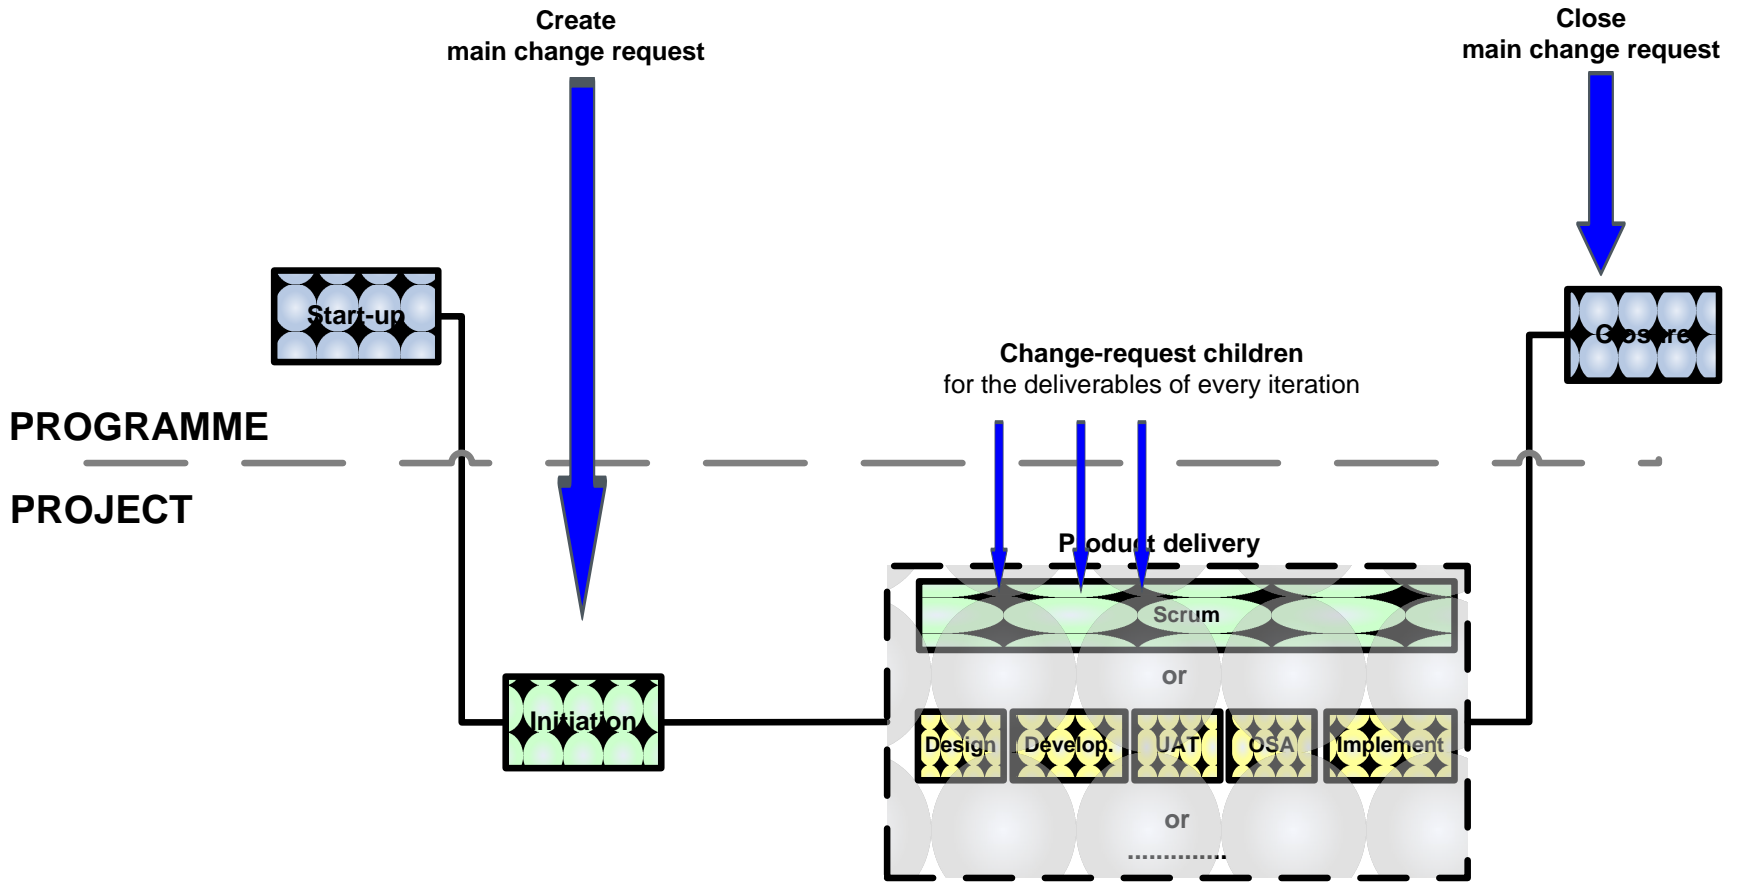 Create
main change request
Close
main change request
Start-up
Closure
Change-request children
for the deliverables of every iteration
PROGRAMME
PROJECT
Product delivery
Scrum
or
Initiation
Design
Develop.
UAT
OSA
Implement
or
..............